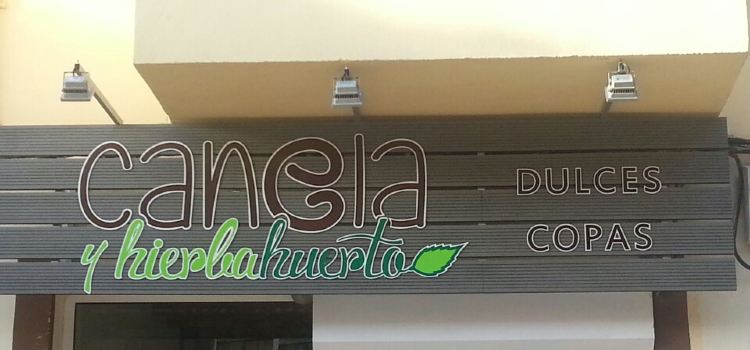 canela
y hierbahuerto
DULCES
COPAS